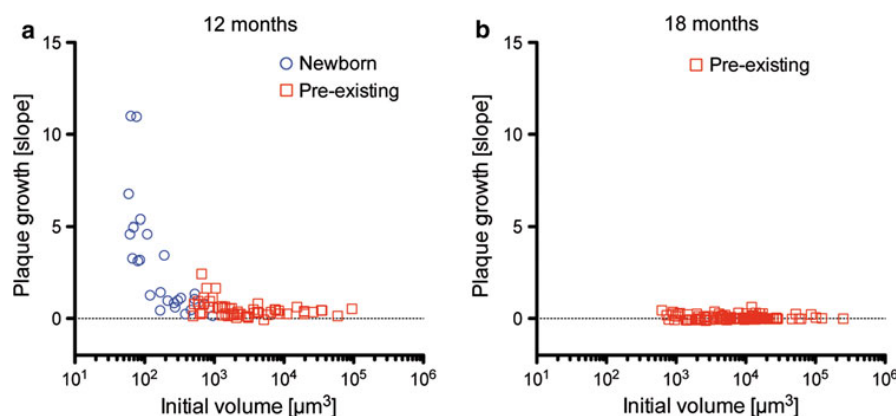 a
12 months
15
10
5
0
Plaque growth [slope]
Newborn
Pre-existing
10¹ 10² 10³ 10⁴ 10⁵ 10⁶
Initial volume [µm³]
b
18 months
15
10
5
0
Plaque growth [slope]
Pre-existing
10¹ 10² 10³ 10⁴ 10⁵ 10⁶
Initial volume [µm³]